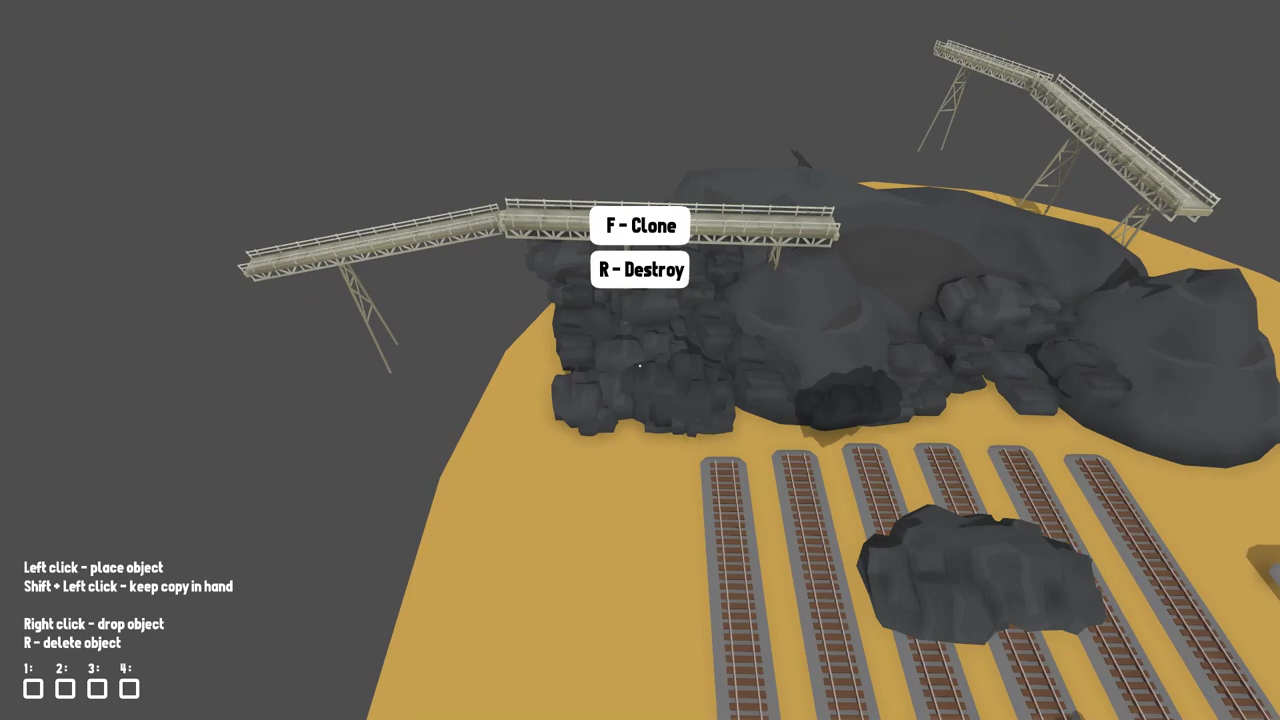 F - Clone
R - Destroy
Left click - place object
Shift + Left click - keep copy in hand
Right click - drop object
R - delete object
1: 2: 3: 4: